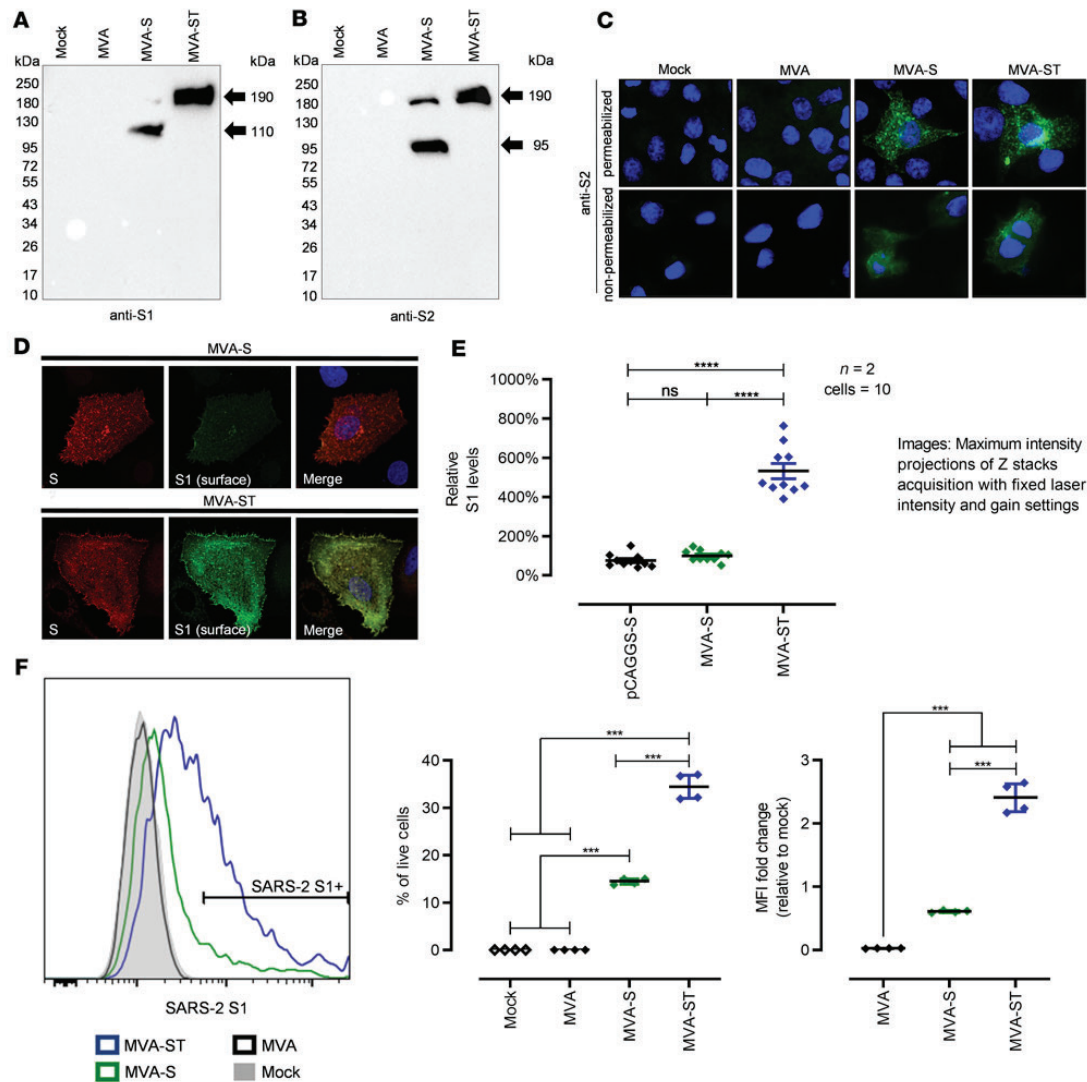 A
Mock
MVA
MVA-S
MVA-ST
kDa
kDa
250
180
130
95
72
55
43
34
26
17
10
190
110
anti-S1
B
Mock
MVA
MVA-S
MVA-ST
kDa
kDa
250
180
130
95
72
55
43
34
26
17
10
190
95
anti-S2
C
Mock
MVA
MVA-S
MVA-ST
anti-S2
permeabilized
non-permeabilized
D
MVA-S
S
S1 (surface)
Merge
MVA-ST
S
S1 (surface)
Merge
E
****
ns
****
n = 2
cells = 10
Relative
S1 levels
1000%
800%
600%
400%
200%
0%
pCAGGS-S
MVA-S
MVA-ST
Images: Maximum intensity
projections of Z stacks
acquisition with fixed laser
intensity and gain settings
F
SARS-2 S1+
SARS-2 S1
MVA-ST
MVA
MVA-S
Mock
% of live cells
40
30
20
10
0
***
***
***
Mock
MVA
MVA-S
MVA-ST
MFI fold change
(relative to mock)
3
2
1
0
***
***
MVA
MVA-S
MVA-ST